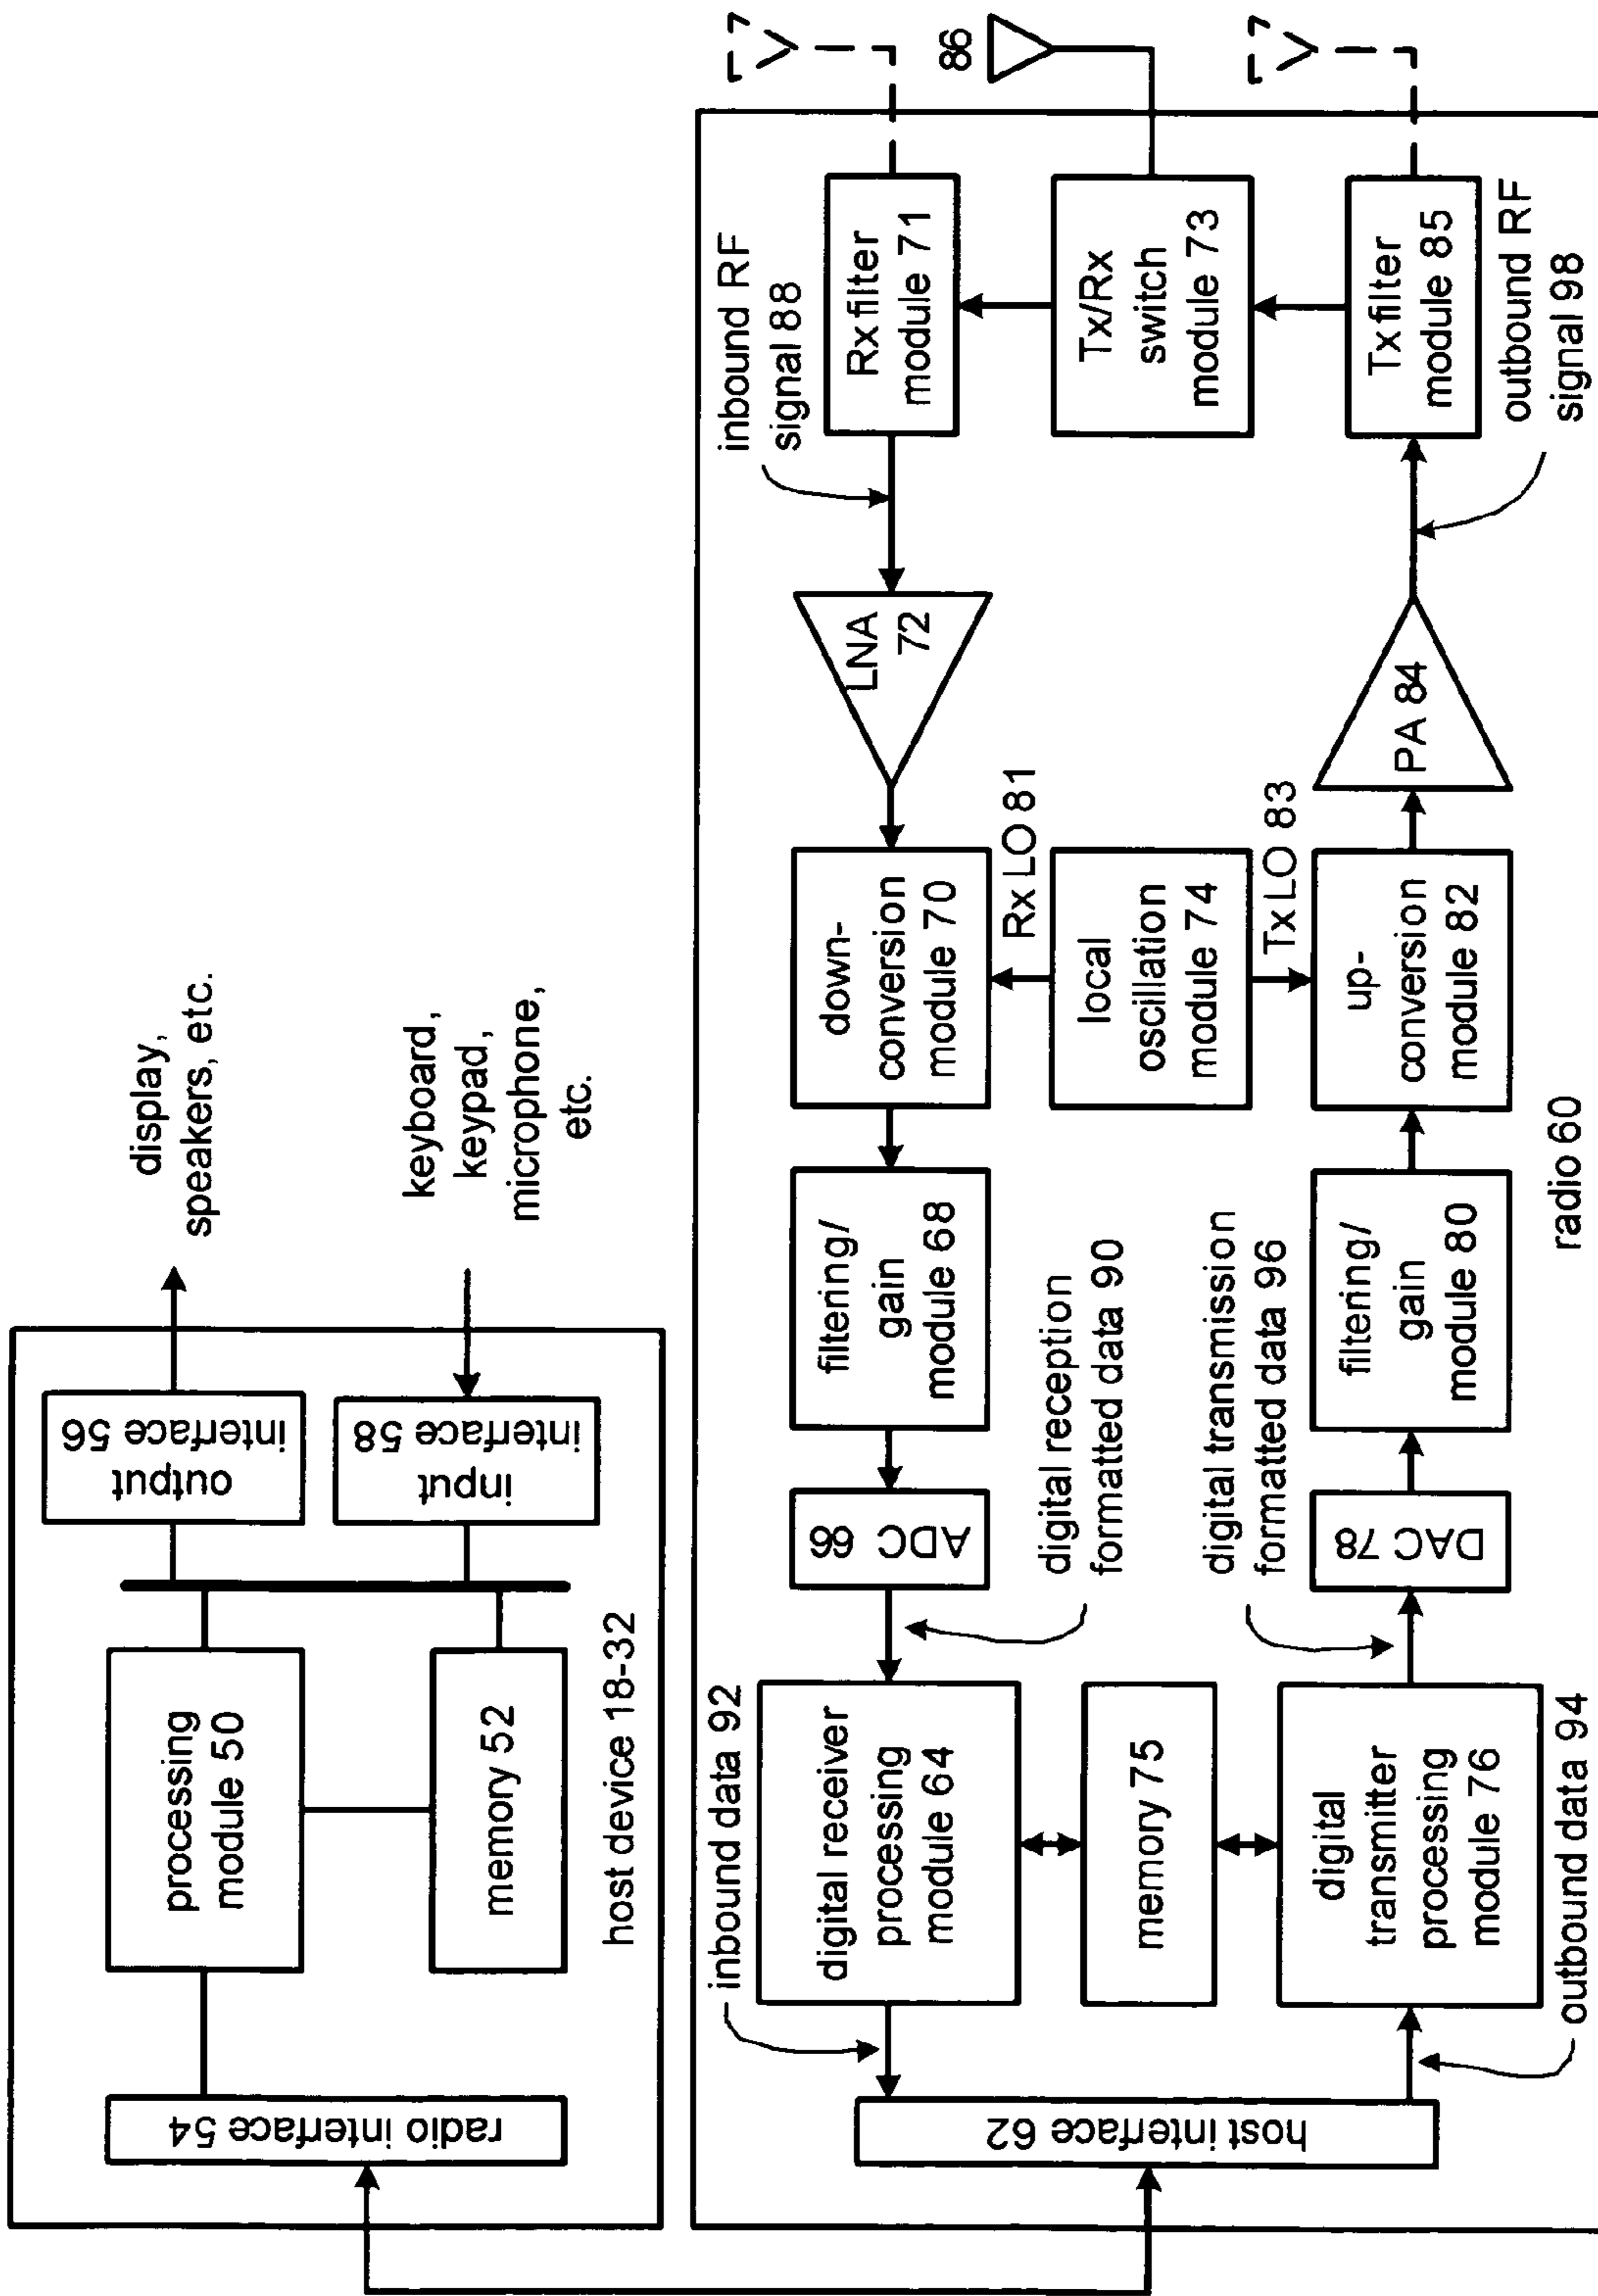 radio interface 54
processing
module 50
memory 52
output
interface 56
input
interface 58
display,
speakers, etc.
keyboard,
keypad,
microphone,
etc.
host device 18-32
host interface 62
inbound data 92
digital receiver
processing
module 64
memory 75
digital
transmitter
processing
module 76
outbound data 94
ADC 66
digital reception
formatted data 90
digital transmission
formatted data 96
DAC 78
filtering/
gain
module 68
filtering/
gain
module 80
down-
conversion
module 70
Rx LO 81
local
oscillation
module 74
Tx LO 83
up-
conversion
module 82
LNA
72
PA 84
inbound RF
signal 88
Rx filter
module 71
Tx/Rx
switch
module 73
Tx filter
module 85
outbound RF
signal 98
86
radio 60